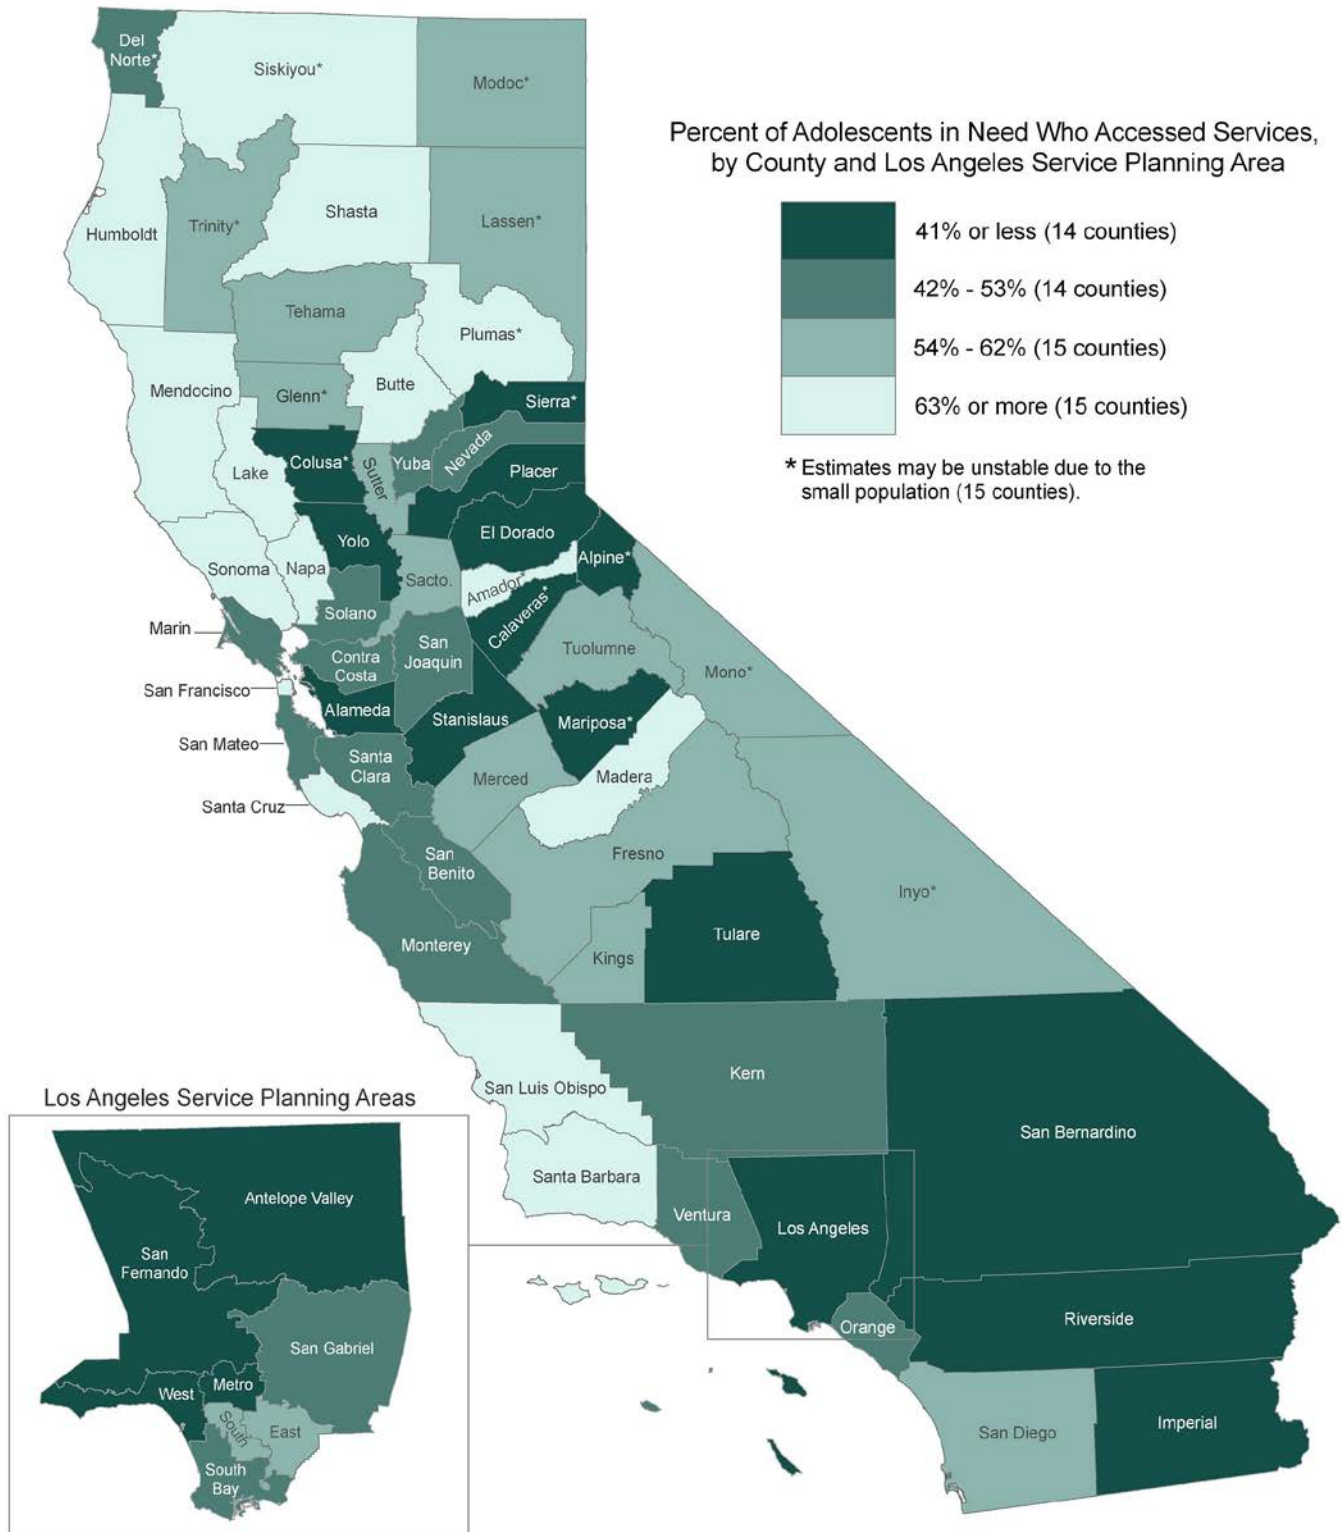 Percent of Adolescents in Need Who Accessed Services,
by County and Los Angeles Service Planning Area
41% or less (14 counties)
42% - 53% (14 counties)
54% - 62% (15 counties)
63% or more (15 counties)
* Estimates may be unstable due to the
small population (15 counties).
Del
Norte*
Siskiyou*
Modoc*
Humboldt
Trinity*
Shasta
Lassen*
Tehama
Plumas*
Mendocino
Glenn*
Butte
Sierra*
Lake
Colusa*
Sutter
Yuba
Nevada
Placer
Yolo
El Dorado
Sonoma
Napa
Sacto.
Amador*
Alpine*
Solano
Calaveras*
Marin
Contra
Costa
San
Joaquin
Tuolumne
Mono*
San Francisco
Alameda
Stanislaus
Mariposa*
San Mateo
Santa
Clara
Merced
Madera
Santa Cruz
San
Benito
Fresno
Inyo*
Monterey
Kings
Tulare
San Luis Obispo
Kern
San Bernardino
Santa Barbara
Ventura
Los Angeles
Orange
Riverside
San Diego
Imperial
Los Angeles Service Planning Areas
Antelope Valley
San
Fernando
San Gabriel
West
Metro
South
East
South
Bay